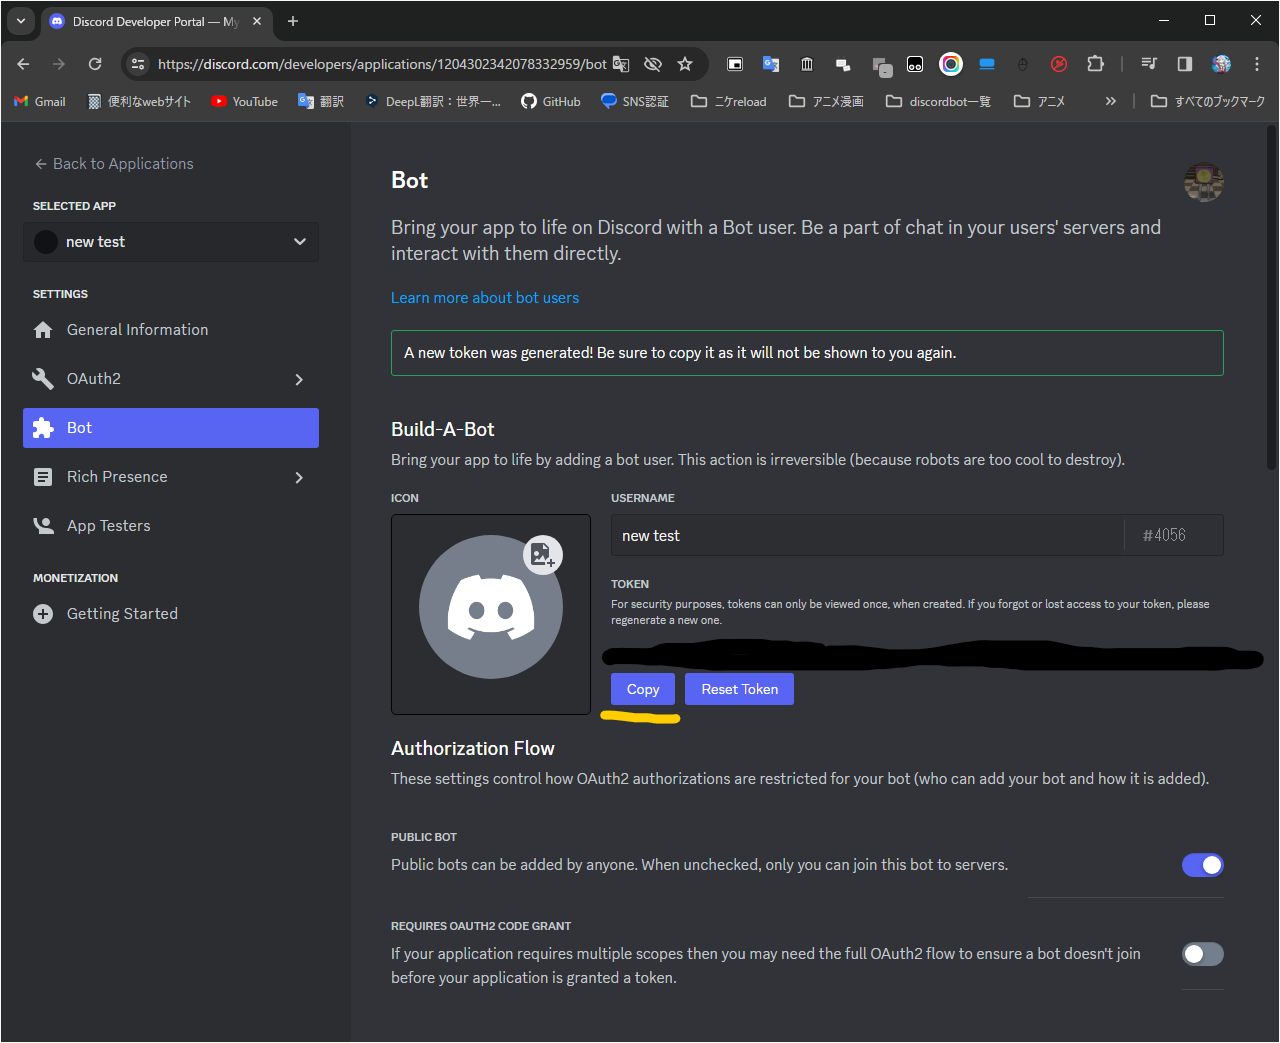 Discord Developer Portal — My
https://discord.com/developers/applications/1204302342078332959/bot
Gmail
便利なwebサイト
YouTube
翻訳
DeepL翻訳：世界一...
GitHub
SNS認証
ニケreload
アニメ漫画
discordbot一覧
アニメ
すべてのブックマーク
Back to Applications
SELECTED APP
new test
SETTINGS
General Information
OAuth2
Bot
Rich Presence
App Testers
MONETIZATION
Getting Started
Bot
Bring your app to life on Discord with a Bot user. Be a part of chat in your users' servers and
interact with them directly.
Learn more about bot users
A new token was generated! Be sure to copy it as it will not be shown to you again.
Build-A-Bot
Bring your app to life by adding a bot user. This action is irreversible (because robots are too cool to destroy).
ICON
USERNAME
new test
#4056
TOKEN
For security purposes, tokens can only be viewed once, when created. If you forgot or lost access to your token, please
regenerate a new one.
Copy
Reset Token
Authorization Flow
These settings control how OAuth2 authorizations are restricted for your bot (who can add your bot and how it is added).
PUBLIC BOT
Public bots can be added by anyone. When unchecked, only you can join this bot to servers.
REQUIRES OAUTH2 CODE GRANT
If your application requires multiple scopes then you may need the full OAuth2 flow to ensure a bot doesn't join
before your application is granted a token.